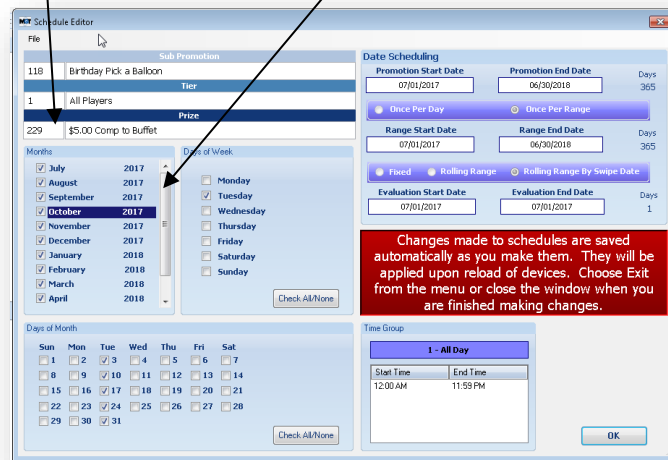 MIT Schedule Editor
File
Sub Promotion
118 Birthday Pick a Balloon
Tier
1 All Players
Prize
229 $5.00 Comp to Buffet
Months
July 2017
August 2017
September 2017
October 2017
November 2017
December 2017
January 2018
February 2018
March 2018
April 2018
Days of Week
Monday
Tuesday
Wednesday
Thursday
Friday
Saturday
Sunday
Check All/None
Days of Month
Sun Mon Tue Wed Thu Fri Sat
1 2 3 4 5 6 7
8 9 10 11 12 13 14
15 16 17 18 19 20 21
22 23 24 25 26 27 28
29 30 31
Check All/None
Date Scheduling
Promotion Start Date Promotion End Date Days
07/01/2017 06/30/2018 365
Once Per Day Once Per Range
Range Start Date Range End Date Days
07/01/2017 06/30/2018 365
Fixed Rolling Range Rolling Range By Swipe Date
Evaluation Start Date Evaluation End Date Days
07/01/2017 07/01/2017 1
Changes made to schedules are saved
automatically as you make them. They will be
applied upon reload of devices. Choose Exit
from the menu or close the window when you
are finished making changes.
Time Group
1 - All Day
Start Time End Time
12:00 AM 11:59 PM
OK